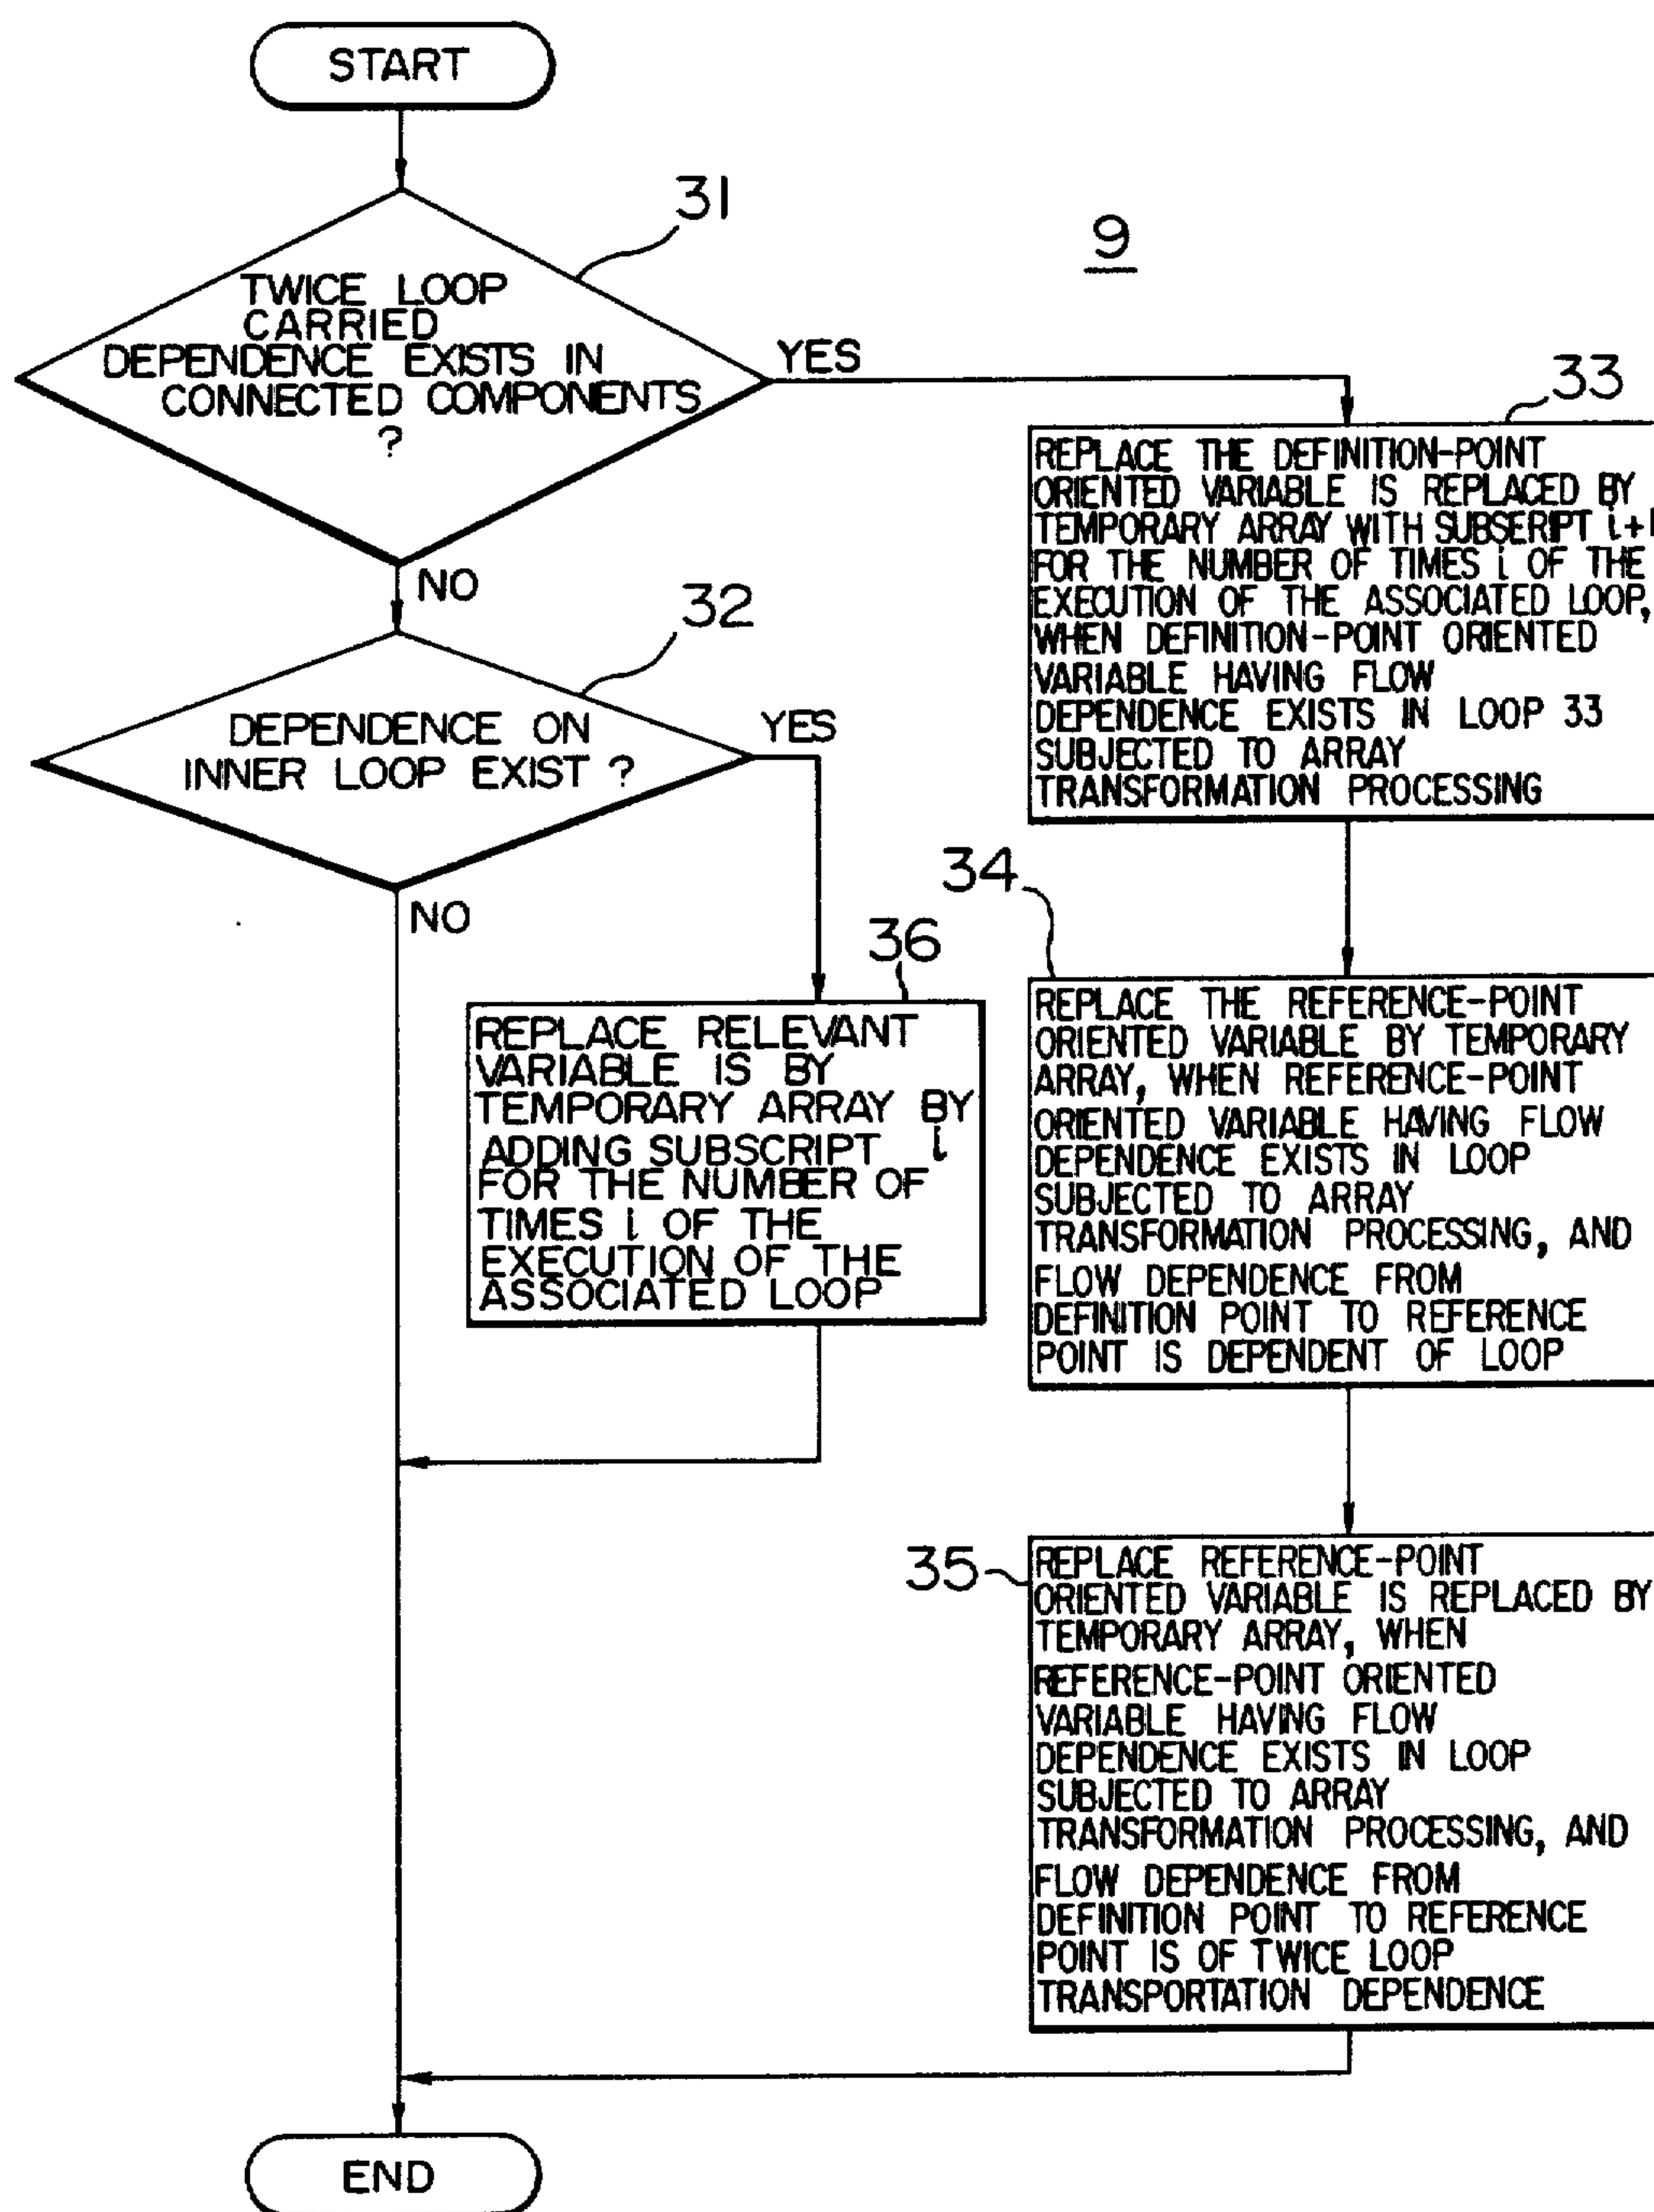 START
31
TWICE LOOP
CARRIED
DEPENDENCE EXISTS IN
CONNECTED COMPONENTS
?
YES
NO
9
32
DEPENDENCE ON
INNER LOOP EXIST ?
YES
NO
36
REPLACE RELEVANT
VARIABLE IS BY
TEMPORARY ARRAY BY
ADDING SUBSCRIPT i
FOR THE NUMBER OF
TIMES i OF THE
EXECUTION OF THE
ASSOCIATED LOOP
33
REPLACE THE DEFINITION-POINT
ORIENTED VARIABLE IS REPLACED BY
TEMPORARY ARRAY WITH SUBSERIPT i+1
FOR THE NUMBER OF TIMES i OF THE
EXECUTION OF THE ASSOCIATED LOOP,
WHEN DEFINITION-POINT ORIENTED
VARIABLE HAVING FLOW
DEPENDENCE EXISTS IN LOOP 33
SUBJECTED TO ARRAY
TRANSFORMATION PROCESSING
34
REPLACE THE REFERENCE-POINT
ORIENTED VARIABLE BY TEMPORARY
ARRAY, WHEN REFERENCE-POINT
ORIENTED VARIABLE HAVING FLOW
DEPENDENCE EXISTS IN LOOP
SUBJECTED TO ARRAY
TRANSFORMATION PROCESSING, AND
FLOW DEPENDENCE FROM
DEFINITION POINT TO REFERENCE
POINT IS DEPENDENT OF LOOP
35
REPLACE REFERENCE-POINT
ORIENTED VARIABLE IS REPLACED BY
TEMPORARY ARRAY, WHEN
REFERENCE-POINT ORIENTED
VARIABLE HAVING FLOW
DEPENDENCE EXISTS IN LOOP
SUBJECTED TO ARRAY
TRANSFORMATION PROCESSING, AND
FLOW DEPENDENCE FROM
DEFINITION POINT TO REFERENCE
POINT IS OF TWICE LOOP
TRANSPORTATION DEPENDENCE
END